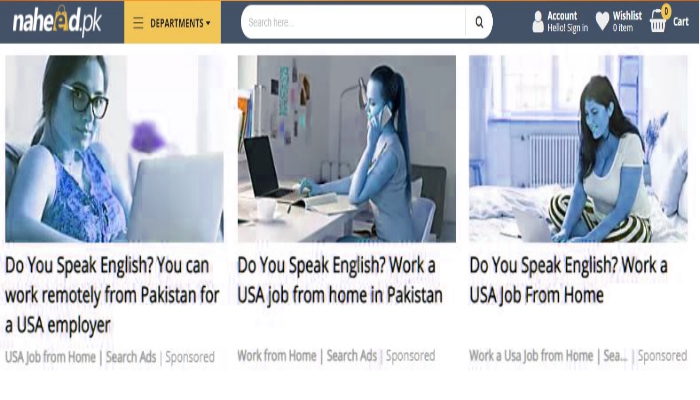 naheed.pk
DEPARTMENTS
Search here...
Account
Hello! Sign in
Wishlist
0 item
0
Cart
Do You Speak English? You can
work remotely from Pakistan for
a USA employer
USA Job from Home | Search Ads | Sponsored
Do You Speak English? Work a
USA job from home in Pakistan
Work from Home | Search Ads | Sponsored
Do You Speak English? Work a
USA Job From Home
Work a Usa Job from Home | Sea... | Sponsored